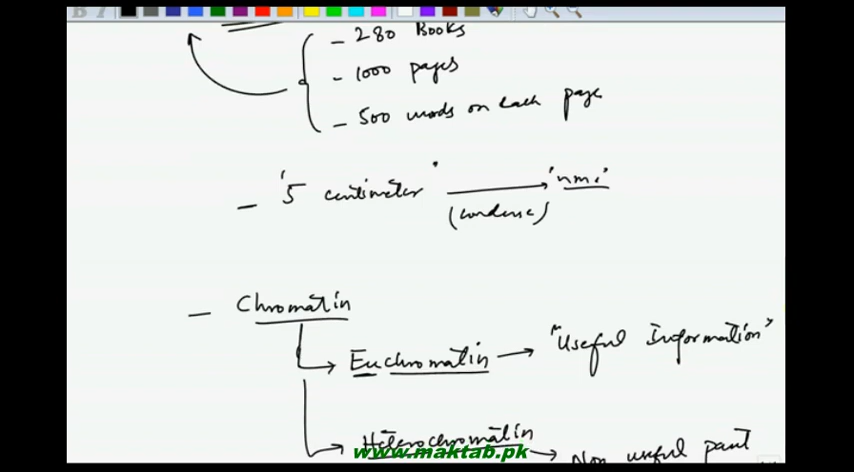 - 280 Books
- 1000 pages
- 500 words on each page
- '5 centimeter' → 'nm.'
(condense)
- Chromatin
→ Euchromatin → "Useful Information"
→ Heterochromatin → Non useful part
www.maktab.pk